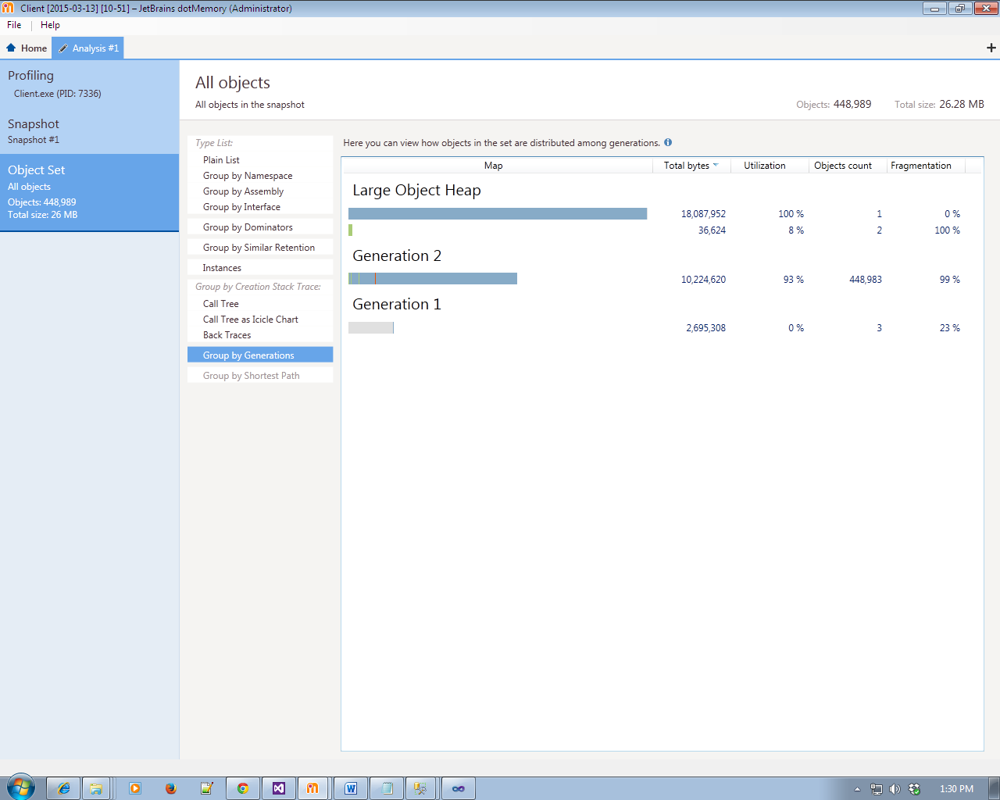 Client [2015-03-13] [10-51] – JetBrains dotMemory (Administrator)
File | Help
Home Analysis #1
Profiling
Client.exe (PID: 7336)
Snapshot
Snapshot #1
Object Set
All objects
Objects: 448,989
Total size: 26 MB
All objects
All objects in the snapshot
Objects: 448,989 Total size: 26.28 MB
Type List:
Plain List
Group by Namespace
Group by Assembly
Group by Interface
Group by Dominators
Group by Similar Retention
Instances
Group by Creation Stack Trace:
Call Tree
Call Tree as Icicle Chart
Back Traces
Group by Generations
Group by Shortest Path
Here you can view how objects in the set are distributed among generations.
Map Total bytes Utilization Objects count Fragmentation
Large Object Heap
18,087,952 100 % 1 0 %
36,624 8 % 2 100 %
Generation 2
10,224,620 93 % 448,983 99 %
Generation 1
2,695,308 0 % 3 23 %
1:30 PM